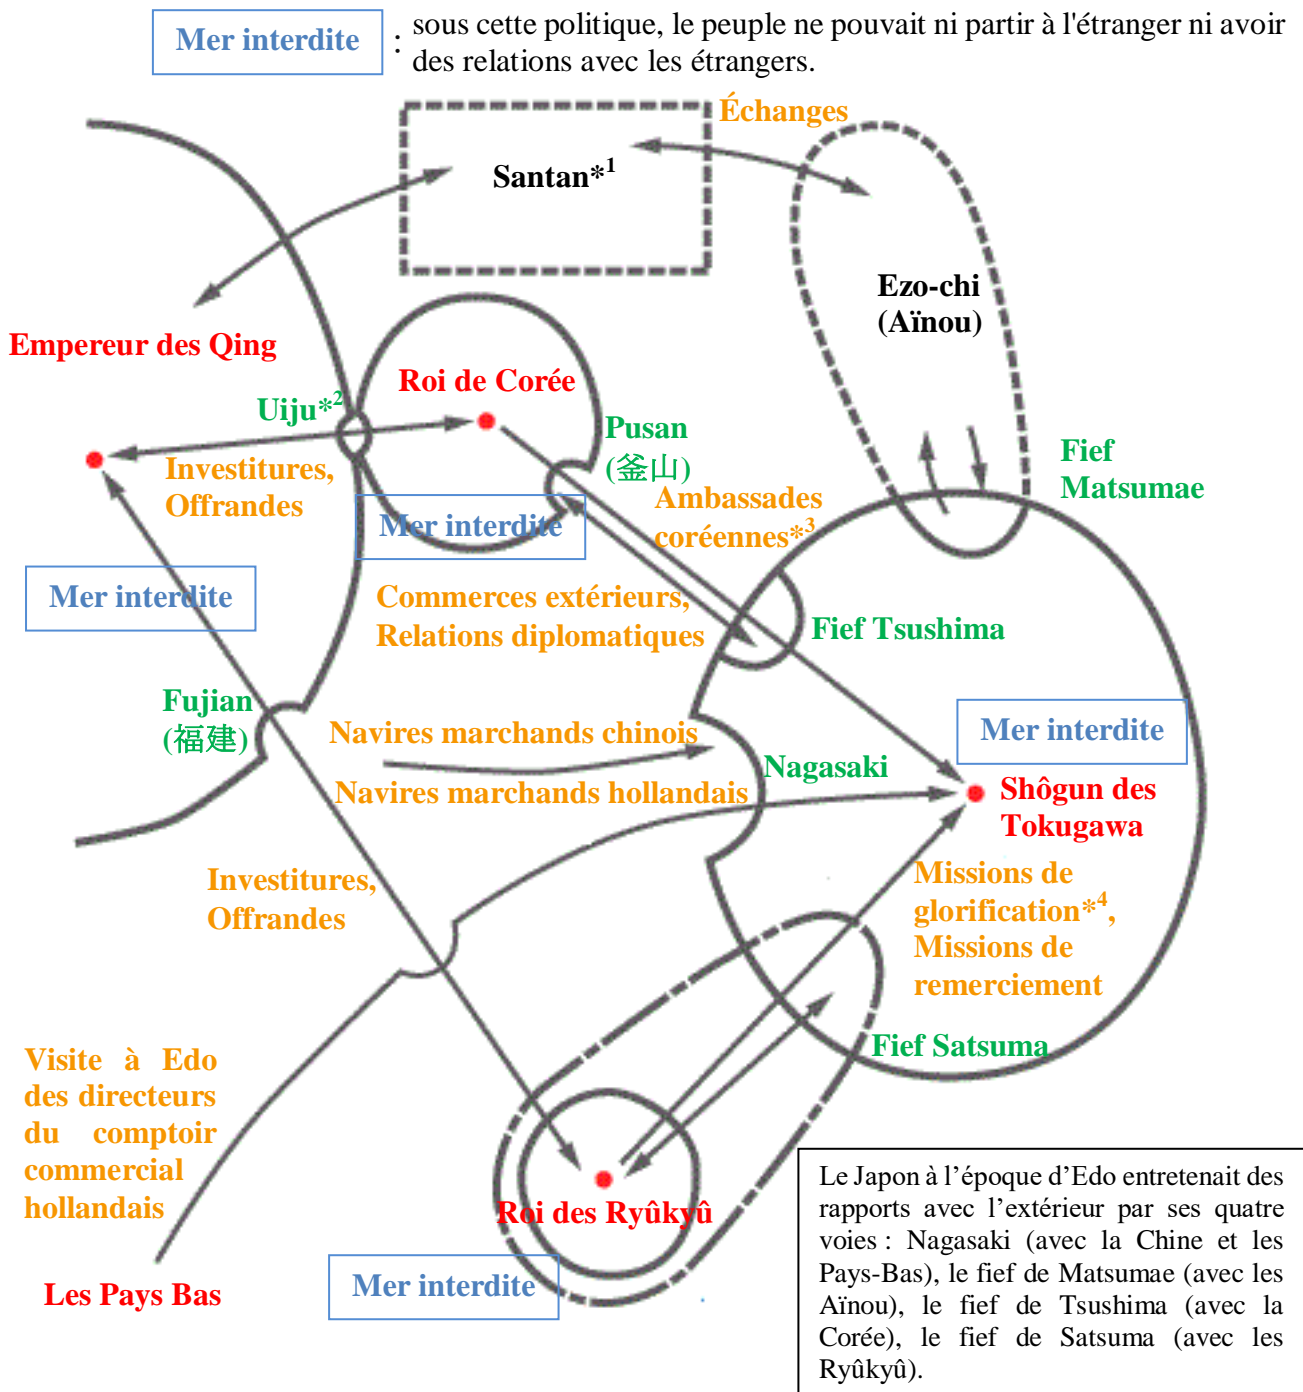 Mer interdite
: sous cette politique, le peuple ne pouvait ni partir à l'étranger ni avoir
des relations avec les étrangers.
Échanges
Santan*1
Ezo-chi
(Aïnou)
Empereur des Qing
Roi de Corée
Uiju*2
Pusan
(釜山)
Fief
Matsumae
Investitures,
Offrandes
Mer interdite
Ambassades
coréennes*3
Mer interdite
Commerces extérieurs,
Relations diplomatiques
Fief Tsushima
Fujian
(福建)
Navires marchands chinois
Mer interdite
Nagasaki
Navires marchands hollandais
Shôgun des
Tokugawa
Investitures,
Offrandes
Missions de
glorification*4,
Missions de
remerciement
Fief Satsuma
Visite à Edo
des directeurs
du comptoir
commercial
hollandais
Roi des Ryûkyû
Mer interdite
Les Pays Bas
Le Japon à l’époque d’Edo entretenait des
rapports avec l’extérieur par ses quatre
voies : Nagasaki (avec la Chine et les
Pays-Bas), le fief de Matsumae (avec les
Aïnou), le fief de Tsushima (avec la
Corée), le fief de Satsuma (avec les
Ryûkyû).